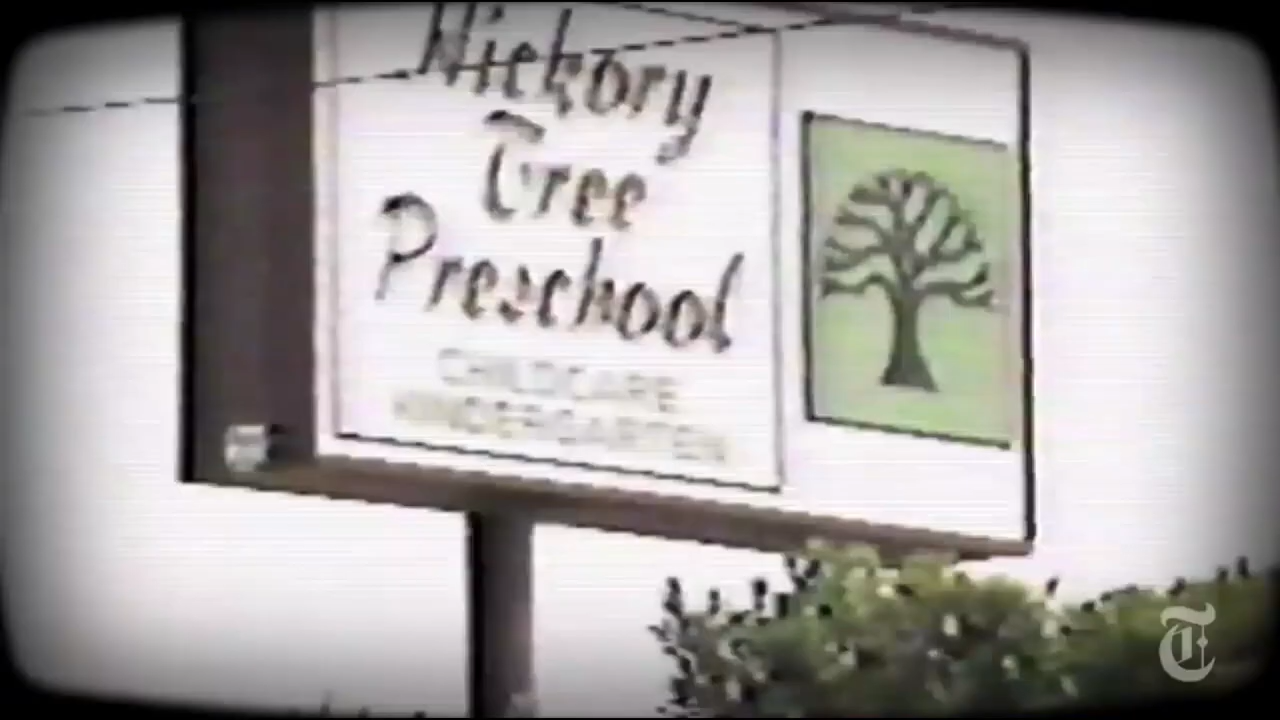 Hickory
Tree
Preschool
CHILDCARE
KINDERGARTEN
T